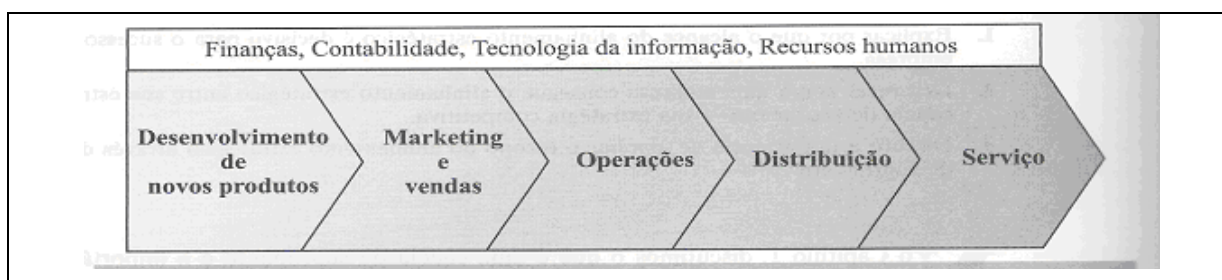 Finanças, Contabilidade, Tecnologia da informação, Recursos humanos
Desenvolvimento
de
novos produtos
Marketing
e
vendas
Operações
Distribuição
Serviço